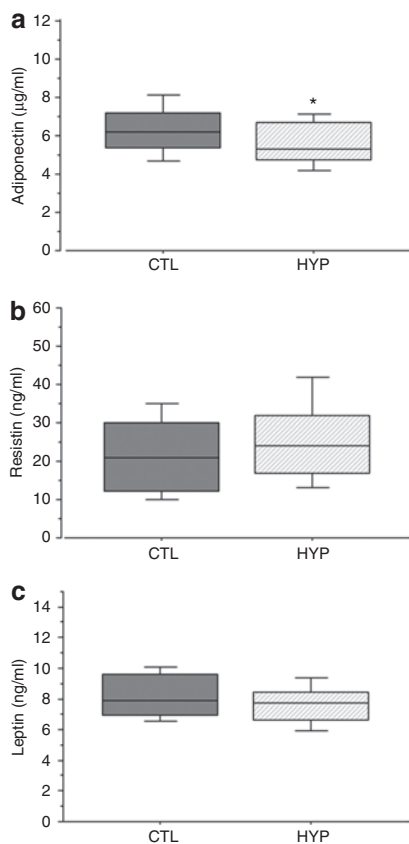 a
12
10
8
6
4
2
0
Adiponectin (μg/ml)
*
CTL HYP
b
60
50
40
30
20
10
0
Resistin (ng/ml)
CTL HYP
c
14
12
10
8
6
4
2
0
Leptin (ng/ml)
CTL HYP